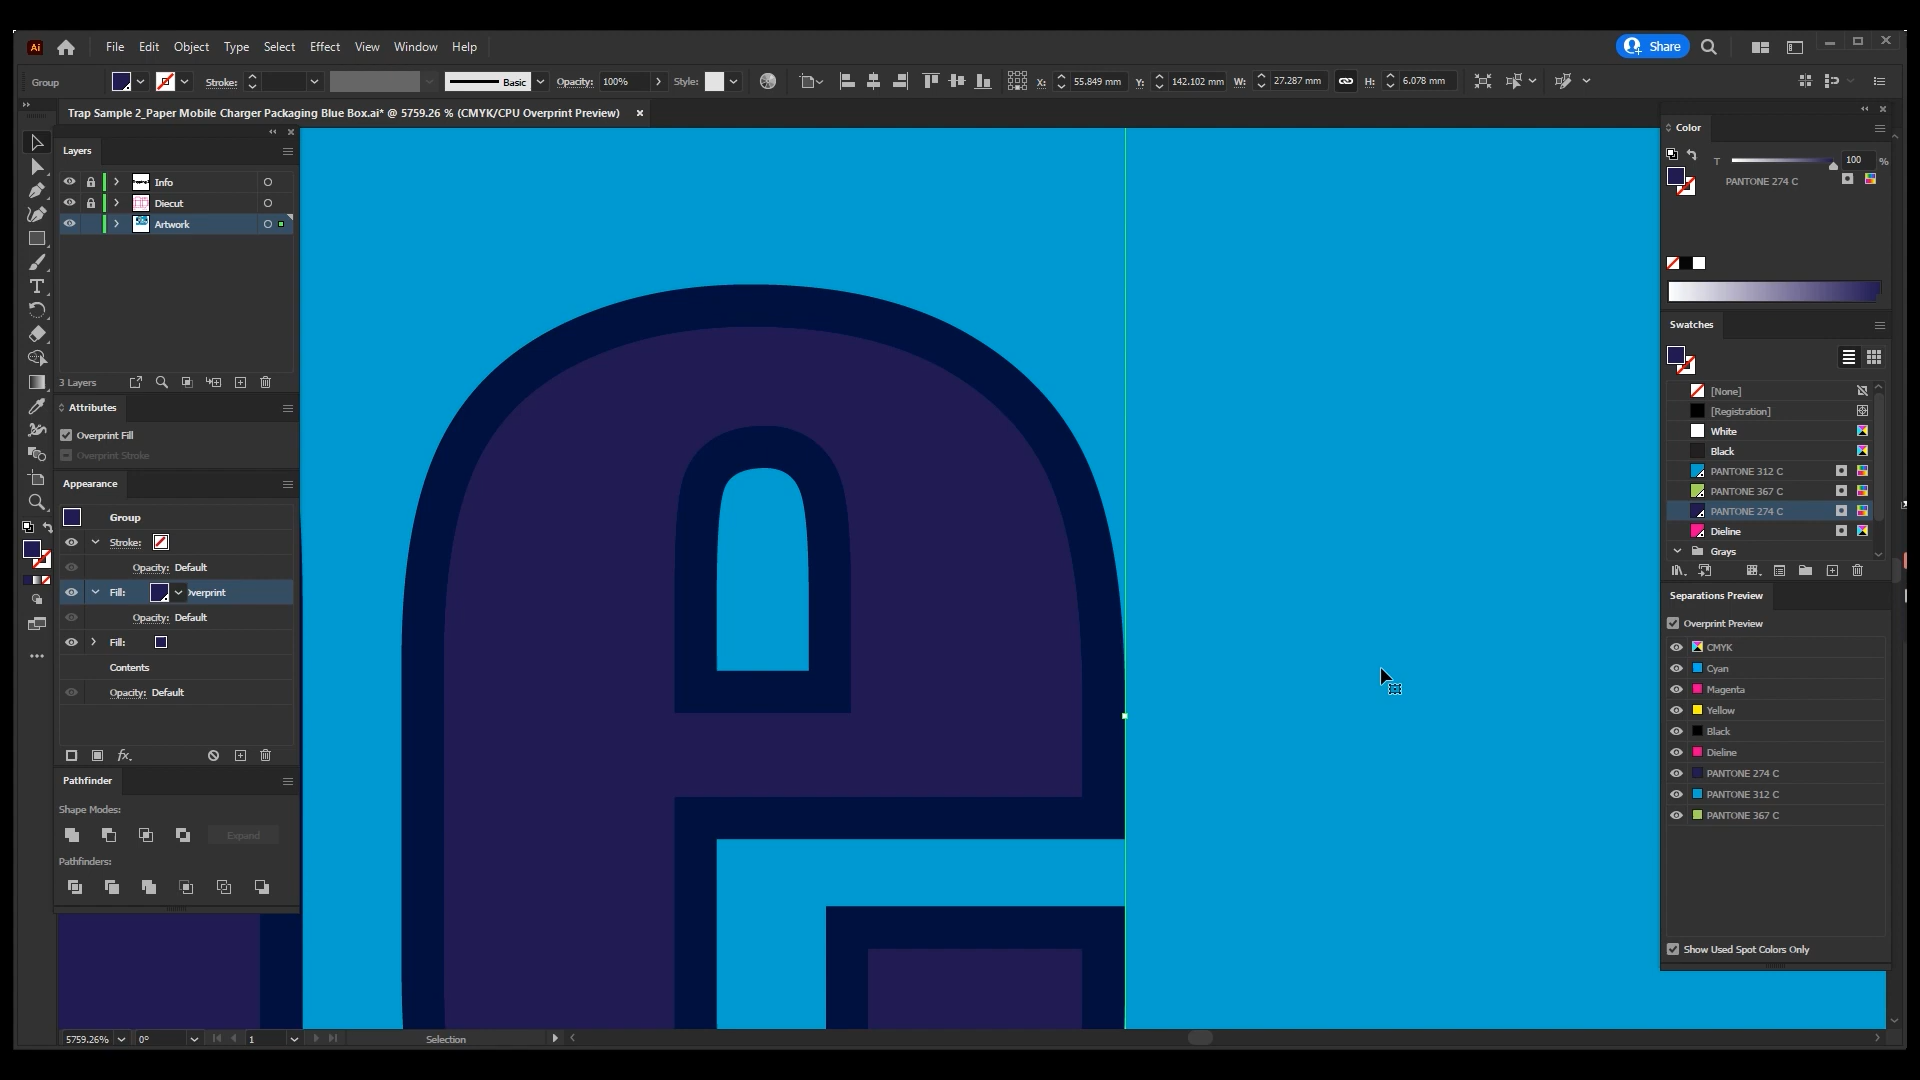 Ai File Edit Object Type Select Effect View Window Help Share
Group Stroke: Basic Opacity: 100% Style: X: 55.849 mm Y: 142.102 mm W: 27.287 mm H: 6.078 mm
Trap Sample 2_Paper Mobile Charger Packaging Blue Box.ai* @ 5759.26 % (CMYK/CPU Overprint Preview)
Layers
Info
Diecut
Artwork
3 Layers
Attributes
Overprint Fill
Overprint Stroke
Appearance
Group
Stroke:
Opacity: Default
Fill: Overprint
Opacity: Default
Fill:
Contents
Opacity: Default
fx
Pathfinder
Shape Modes:
Expand
Pathfinders:
Color
T 100 %
PANTONE 274 C
Swatches
[None]
[Registration]
White
Black
PANTONE 312 C
PANTONE 367 C
PANTONE 274 C
Dieline
Grays
Separations Preview
Overprint Preview
CMYK
Cyan
Magenta
Yellow
Black
Dieline
PANTONE 274 C
PANTONE 312 C
PANTONE 367 C
Show Used Spot Colors Only
5759.26% 0° 1 Selection